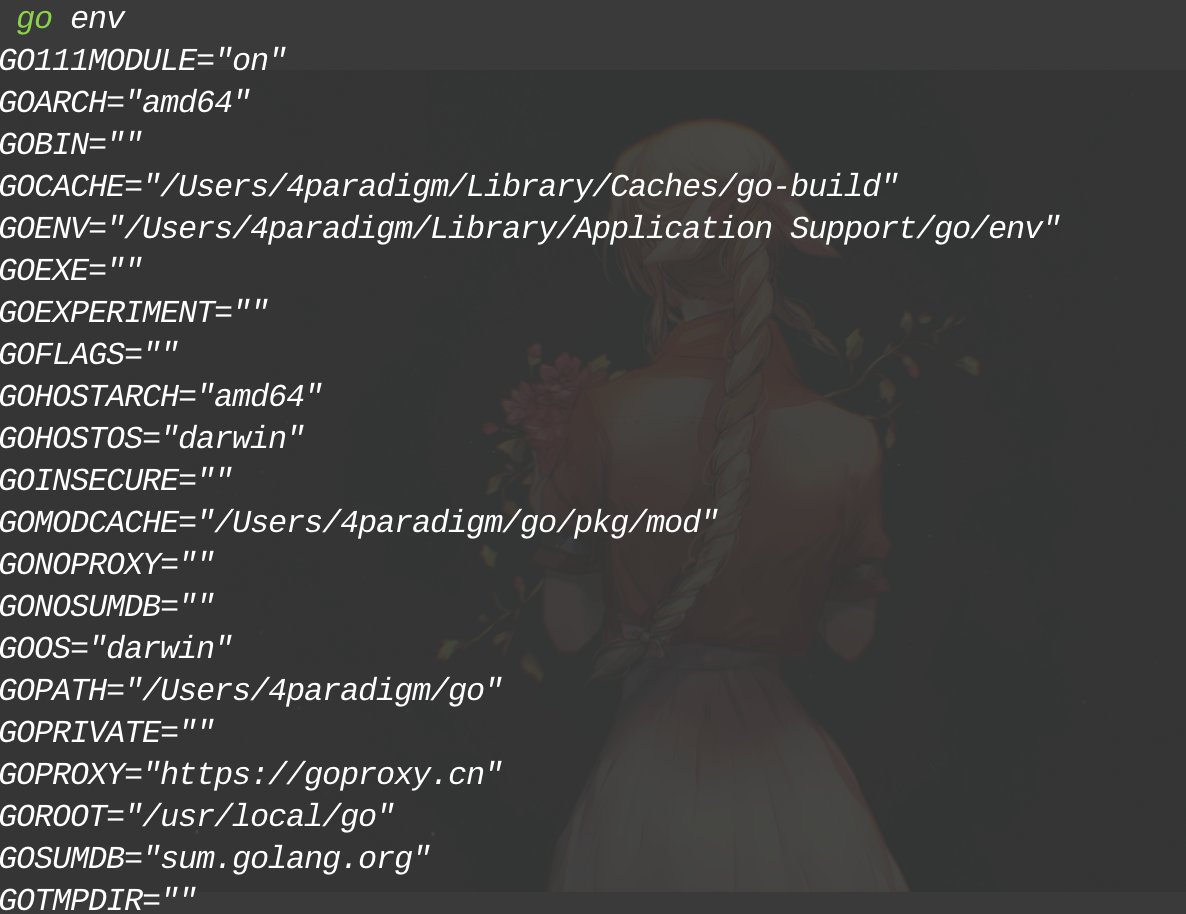 go env
GO111MODULE="on"
GOARCH="amd64"
GOBIN=""
GOCACHE="/Users/4paradigm/Library/Caches/go-build"
GOENV="/Users/4paradigm/Library/Application Support/go/env"
GOEXE=""
GOEXPERIMENT=""
GOFLAGS=""
GOHOSTARCH="amd64"
GOHOSTOS="darwin"
GOINSECURE=""
GOMODCACHE="/Users/4paradigm/go/pkg/mod"
GONOPROXY=""
GONOSUMDB=""
GOOS="darwin"
GOPATH="/Users/4paradigm/go"
GOPRIVATE=""
GOPROXY="https://goproxy.cn"
GOROOT="/usr/local/go"
GOSUMDB="sum.golang.org"
GOTMPDIR=""